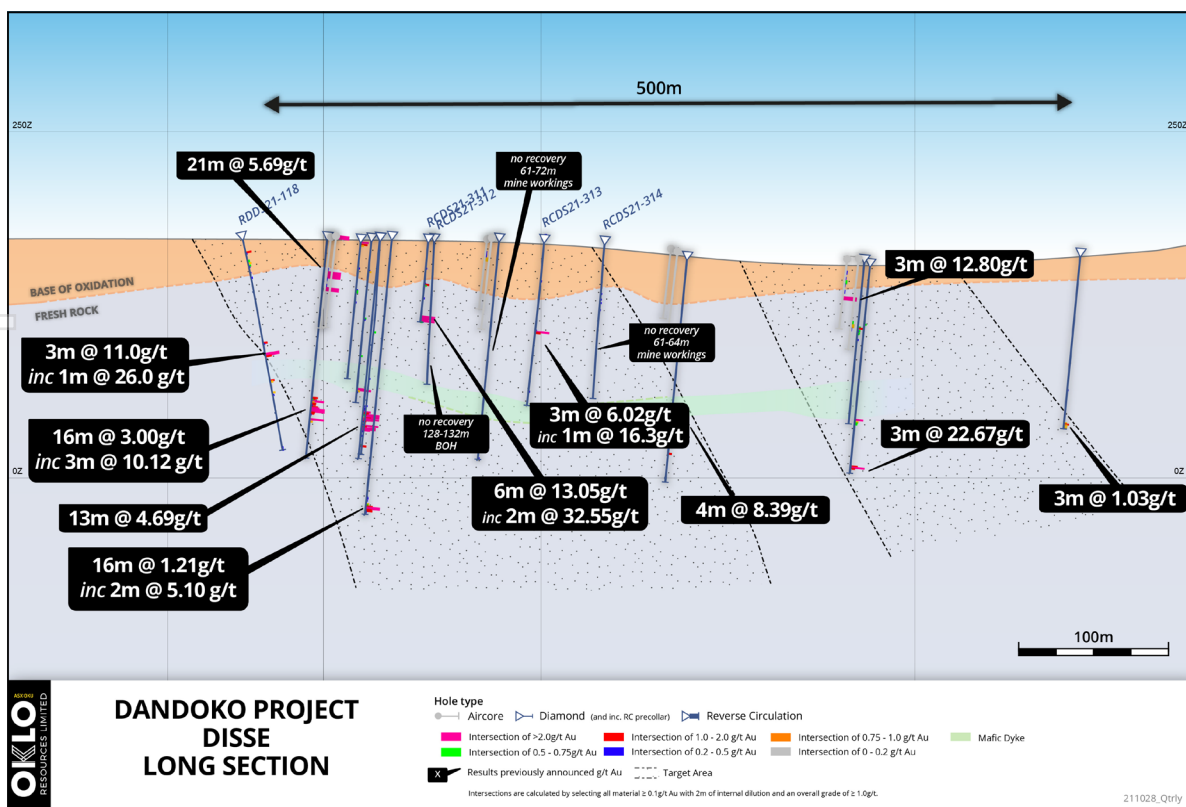 500m
250Z
250Z
21m @ 5.69g/t
no recovery
61-72m
mine workings
RDDS21-118
RCDS21-311
RCDS21-312
RCDS21-313
RCDS21-314
3m @ 12.80g/t
BASE OF OXIDATION
FRESH ROCK
no recovery
61-64m
mine workings
3m @ 11.0g/t
inc 1m @ 26.0 g/t
3m @ 6.02g/t
inc 1m @ 16.3g/t
16m @ 3.00g/t
inc 3m @ 10.12 g/t
no recovery
128-132m
BOH
3m @ 22.67g/t
0Z
0Z
6m @ 13.05g/t
inc 2m @ 32.55g/t
4m @ 8.39g/t
3m @ 1.03g/t
13m @ 4.69g/t
16m @ 1.21g/t
inc 2m @ 5.10 g/t
100m
ASX OKU
OKLO
RESOURCES LIMITED
DANDOKO PROJECT
DISSE
LONG SECTION
Hole type
Aircore Diamond (and inc. RC precollar) Reverse Circulation
Intersection of >2.0g/t Au Intersection of 1.0 - 2.0 g/t Au Intersection of 0.75 - 1.0 g/t Au Mafic Dyke
Intersection of 0.5 - 0.75g/t Au Intersection of 0.2 - 0.5 g/t Au Intersection of 0 - 0.2 g/t Au
X Results previously announced g/t Au Target Area
Intersections are calculated by selecting all material ≥ 0.1g/t Au with 2m of internal dilution and an overall grade of ≥ 1.0g/t.
211028_Qtrly